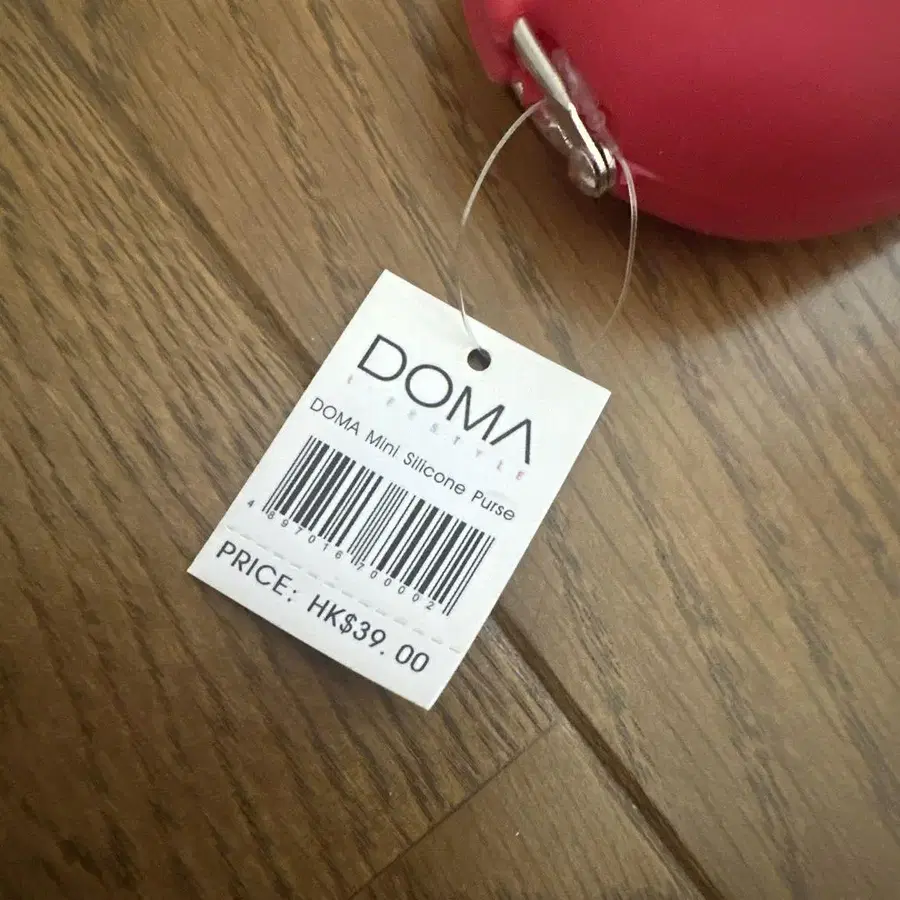 DOMA
LIFESTYLE
DOMA Mini Silicone Purse
4 897016 700002
PRICE: HK$39.00